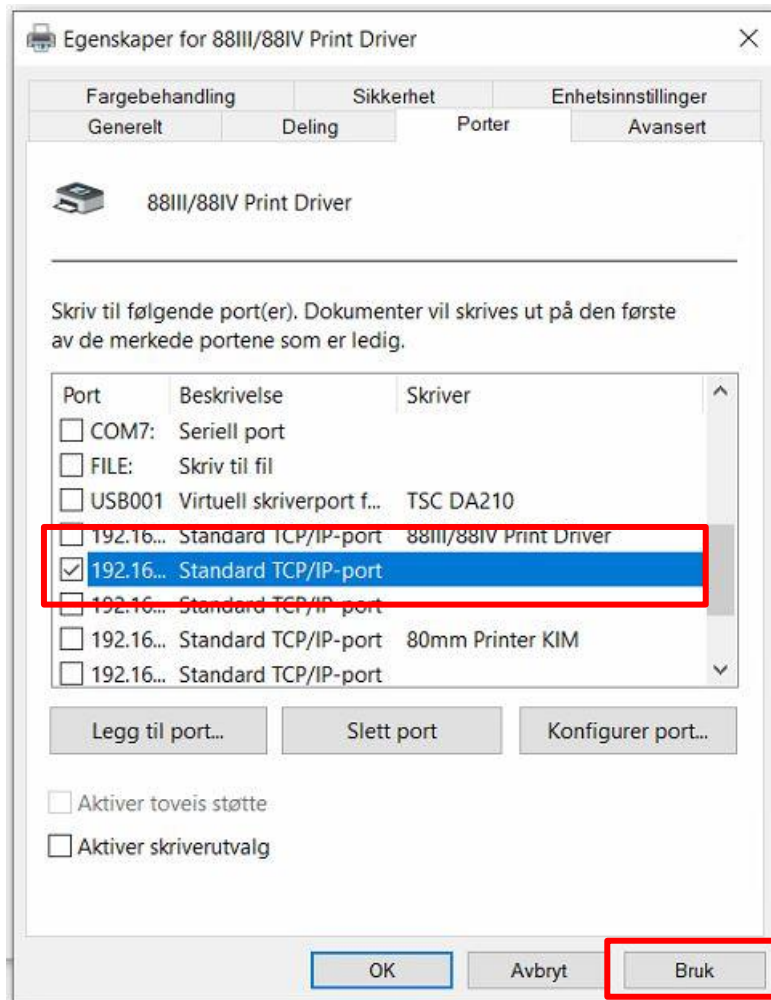 Egenskaper for 88III/88IV Print Driver
Fargebehandling Sikkerhet Enhetsinnstillinger
Generelt Deling Porter Avansert
88III/88IV Print Driver
Skriv til følgende port(er). Dokumenter vil skrives ut på den første
av de merkede portene som er ledig.
Port Beskrivelse Skriver
COM7: Seriell port
FILE: Skriv til fil
USB001 Virtuell skriverport f... TSC DA210
192.16... Standard TCP/IP-port 88III/88IV Print Driver
192.16... Standard TCP/IP-port
192.16... Standard TCP/IP-port
192.16... Standard TCP/IP-port 80mm Printer KIM
192.16... Standard TCP/IP-port
Legg til port... Slett port Konfigurer port...
Aktiver toveis støtte
Aktiver skriverutvalg
OK Avbryt Bruk